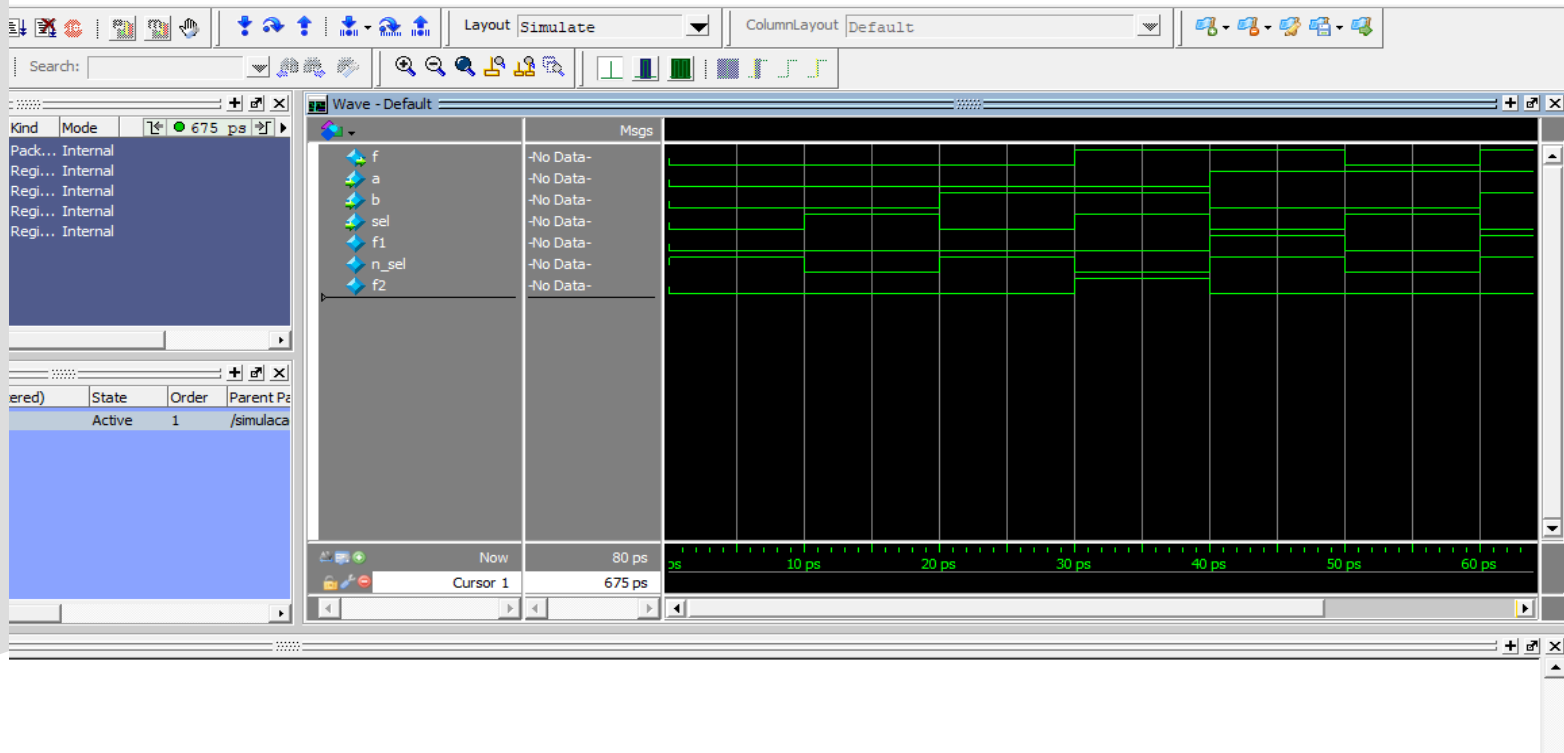 Layout Simulate ColumnLayout Default
Search:
Wave - Default
Kind Mode 675 ps
Msgs
Pack... Internal
Regi... Internal
Regi... Internal
Regi... Internal
Regi... Internal
f -No Data-
a -No Data-
b -No Data-
sel -No Data-
f1 -No Data-
n_sel -No Data-
f2 -No Data-
ered) State Order Parent Pa
Active 1 /simulaca
Now 80 ps
ps 10 ps 20 ps 30 ps 40 ps 50 ps 60 ps
Cursor 1 675 ps